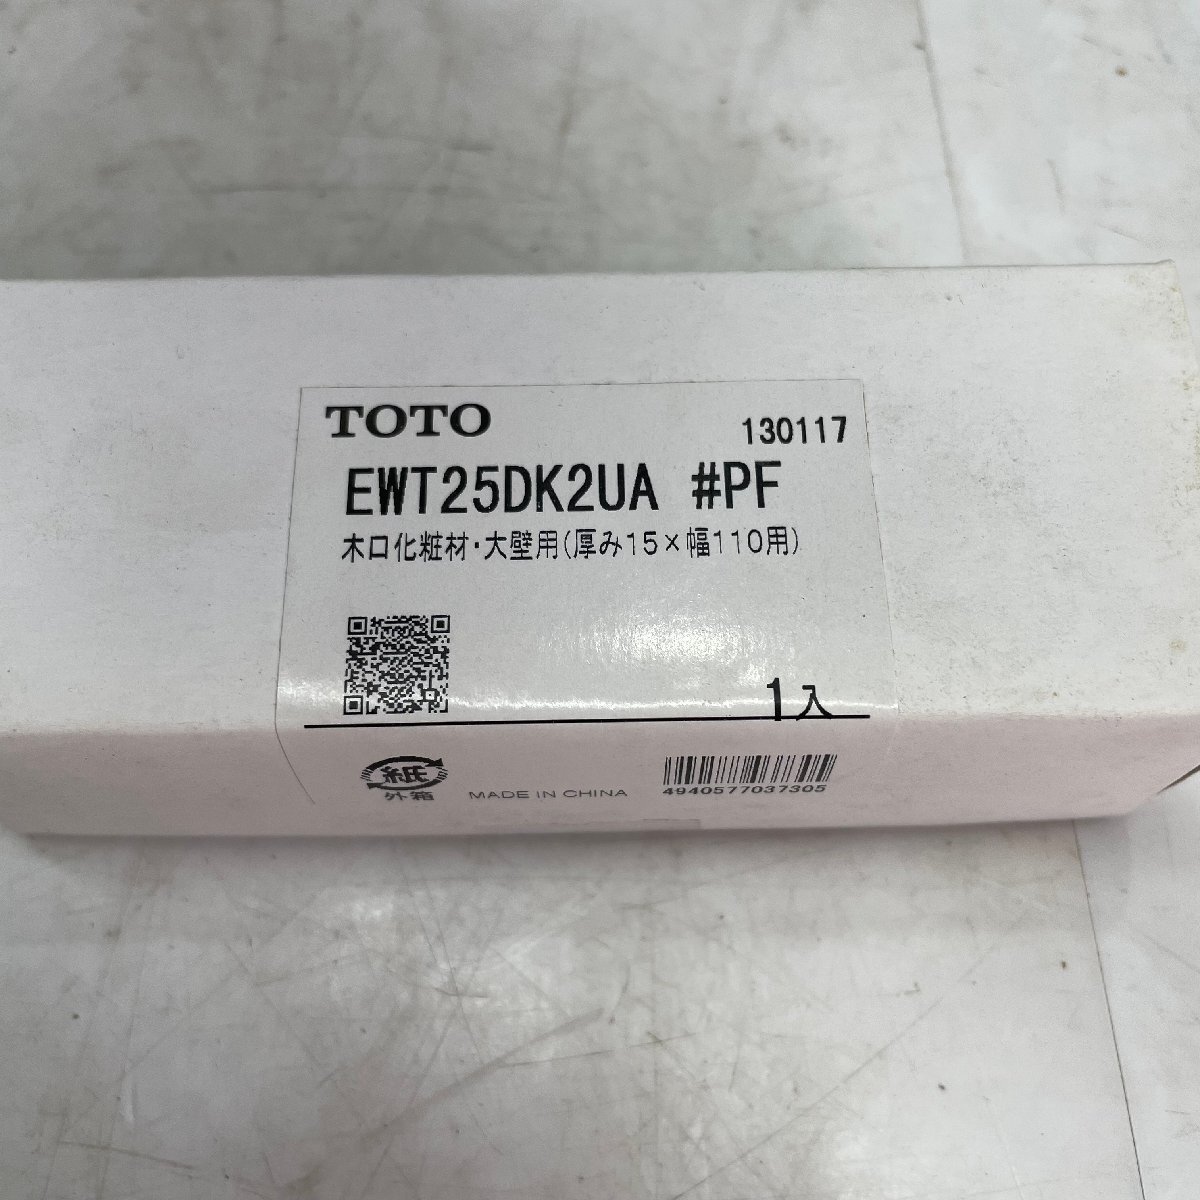 TOTO
130117
EWT25DK2UA #PF
木口化粧材・大壁用(厚み15×幅110用)
1入
紙
外箱
MADE IN CHINA
4940577037305